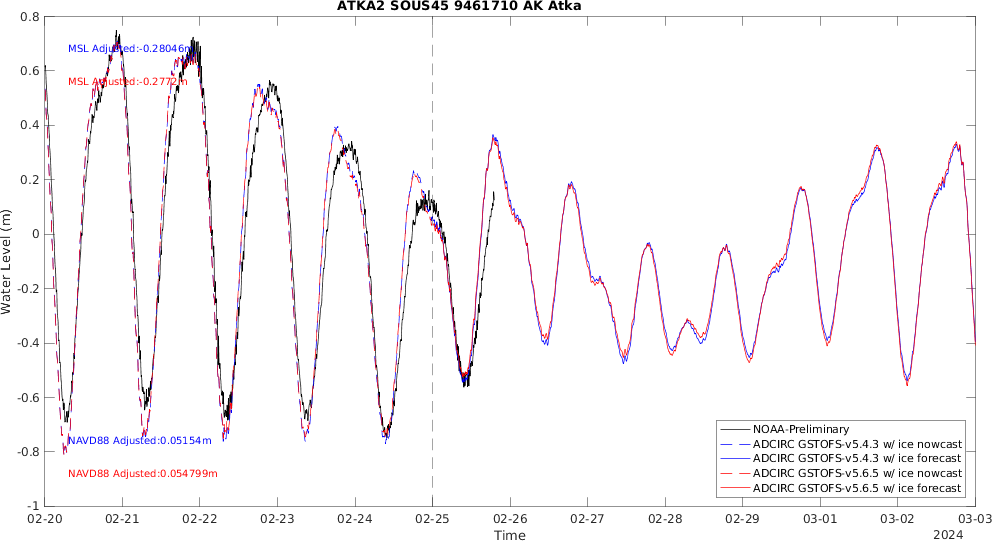 ATKA2 SOUS45 9461710 AK Atka
MSL Adjusted:-0.28046m
MSL Adjusted:-0.2772m
NAVD88 Adjusted:0.05154m
NAVD88 Adjusted:0.054799m
Water Level (m)
0.8
0.6
0.4
0.2
0
-0.2
-0.4
-0.6
-0.8
-1
NOAA-Preliminary
ADCIRC GSTOFS-v5.4.3 w/ ice nowcast
ADCIRC GSTOFS-v5.4.3 w/ ice forecast
ADCIRC GSTOFS-v5.6.5 w/ ice nowcast
ADCIRC GSTOFS-v5.6.5 w/ ice forecast
02-20 02-21 02-22 02-23 02-24 02-25 02-26 02-27 02-28 02-29 03-01 03-02 03-03
Time
2024